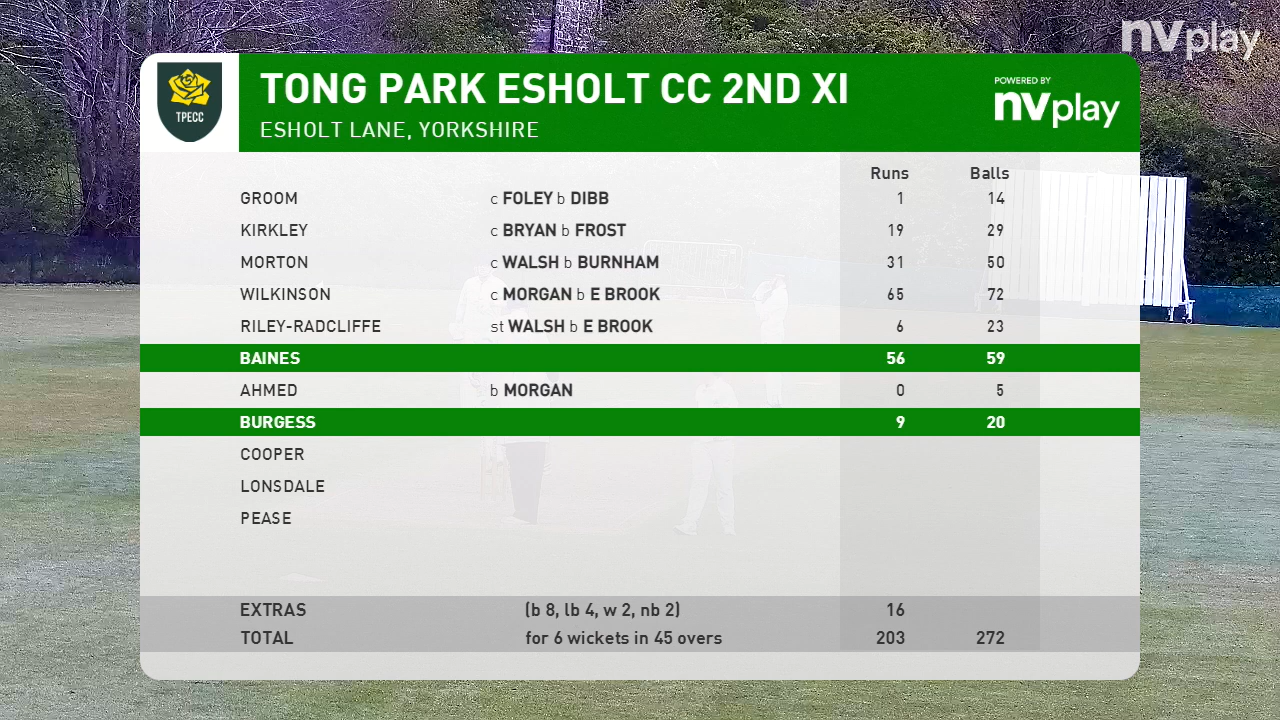 nvplay
TPECC
TONG PARK ESHOLT CC 2ND XI
ESHOLT LANE, YORKSHIRE
POWERED BY
nvplay
Runs Balls
GROOM c FOLEY b DIBB 1 14
KIRKLEY c BRYAN b FROST 19 29
MORTON c WALSH b BURNHAM 31 50
WILKINSON c MORGAN b E BROOK 65 72
RILEY-RADCLIFFE st WALSH b E BROOK 6 23
BAINES 56 59
AHMED b MORGAN 0 5
BURGESS 9 20
COOPER
LONSDALE
PEASE
EXTRAS (b 8, lb 4, w 2, nb 2) 16
TOTAL for 6 wickets in 45 overs 203 272